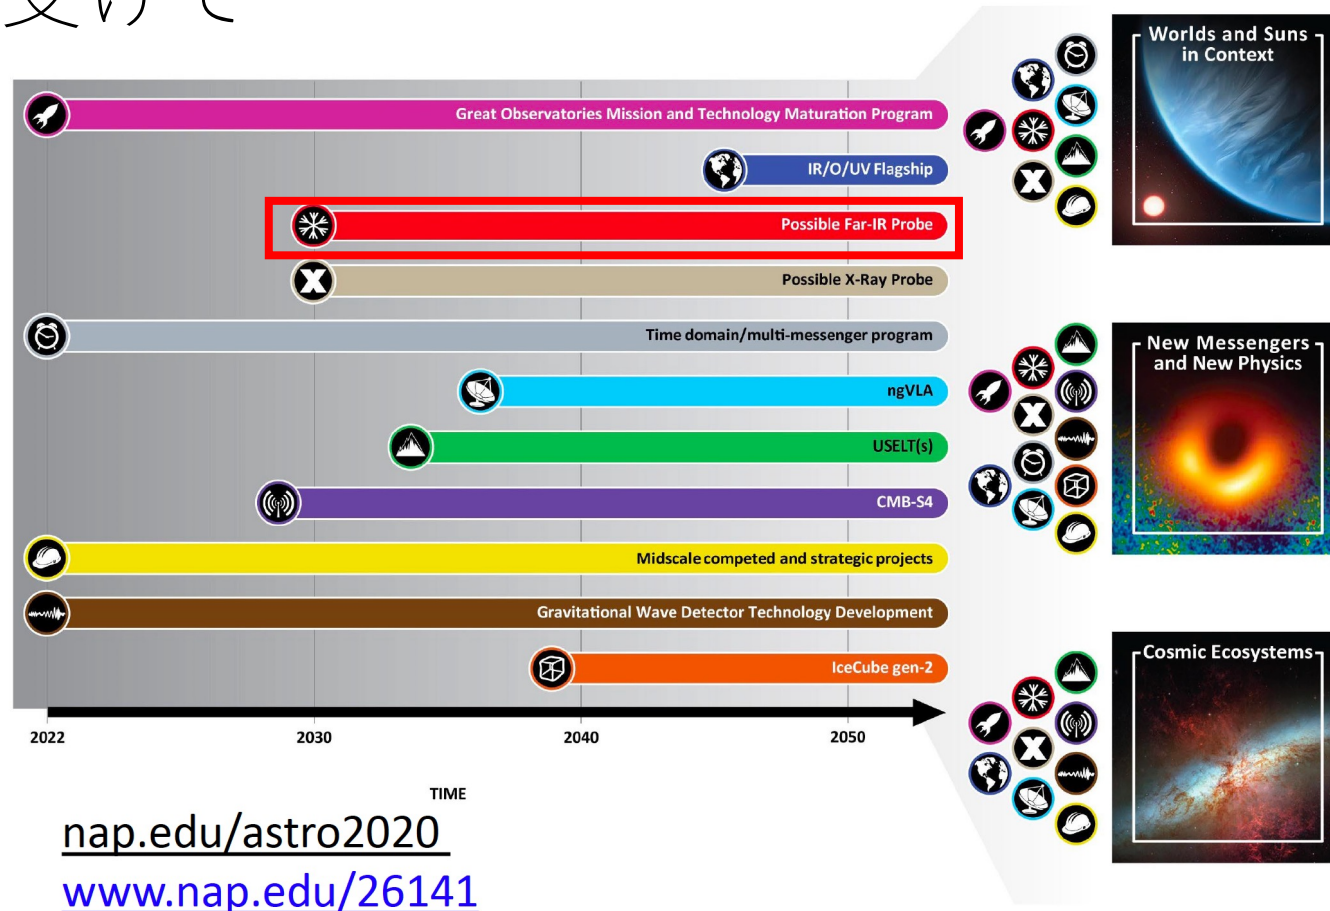 受けて
Great Observatories Mission and Technology Maturation Program
IR/O/UV Flagship
Possible Far-IR Probe
Possible X-Ray Probe
Time domain/multi-messenger program
ngVLA
USELT(s)
CMB-S4
Midscale competed and strategic projects
Gravitational Wave Detector Technology Development
IceCube gen-2
2022
2030
2040
2050
TIME
Worlds and Suns
in Context
New Messengers
and New Physics
Cosmic Ecosystems
nap.edu/astro2020
www.nap.edu/26141